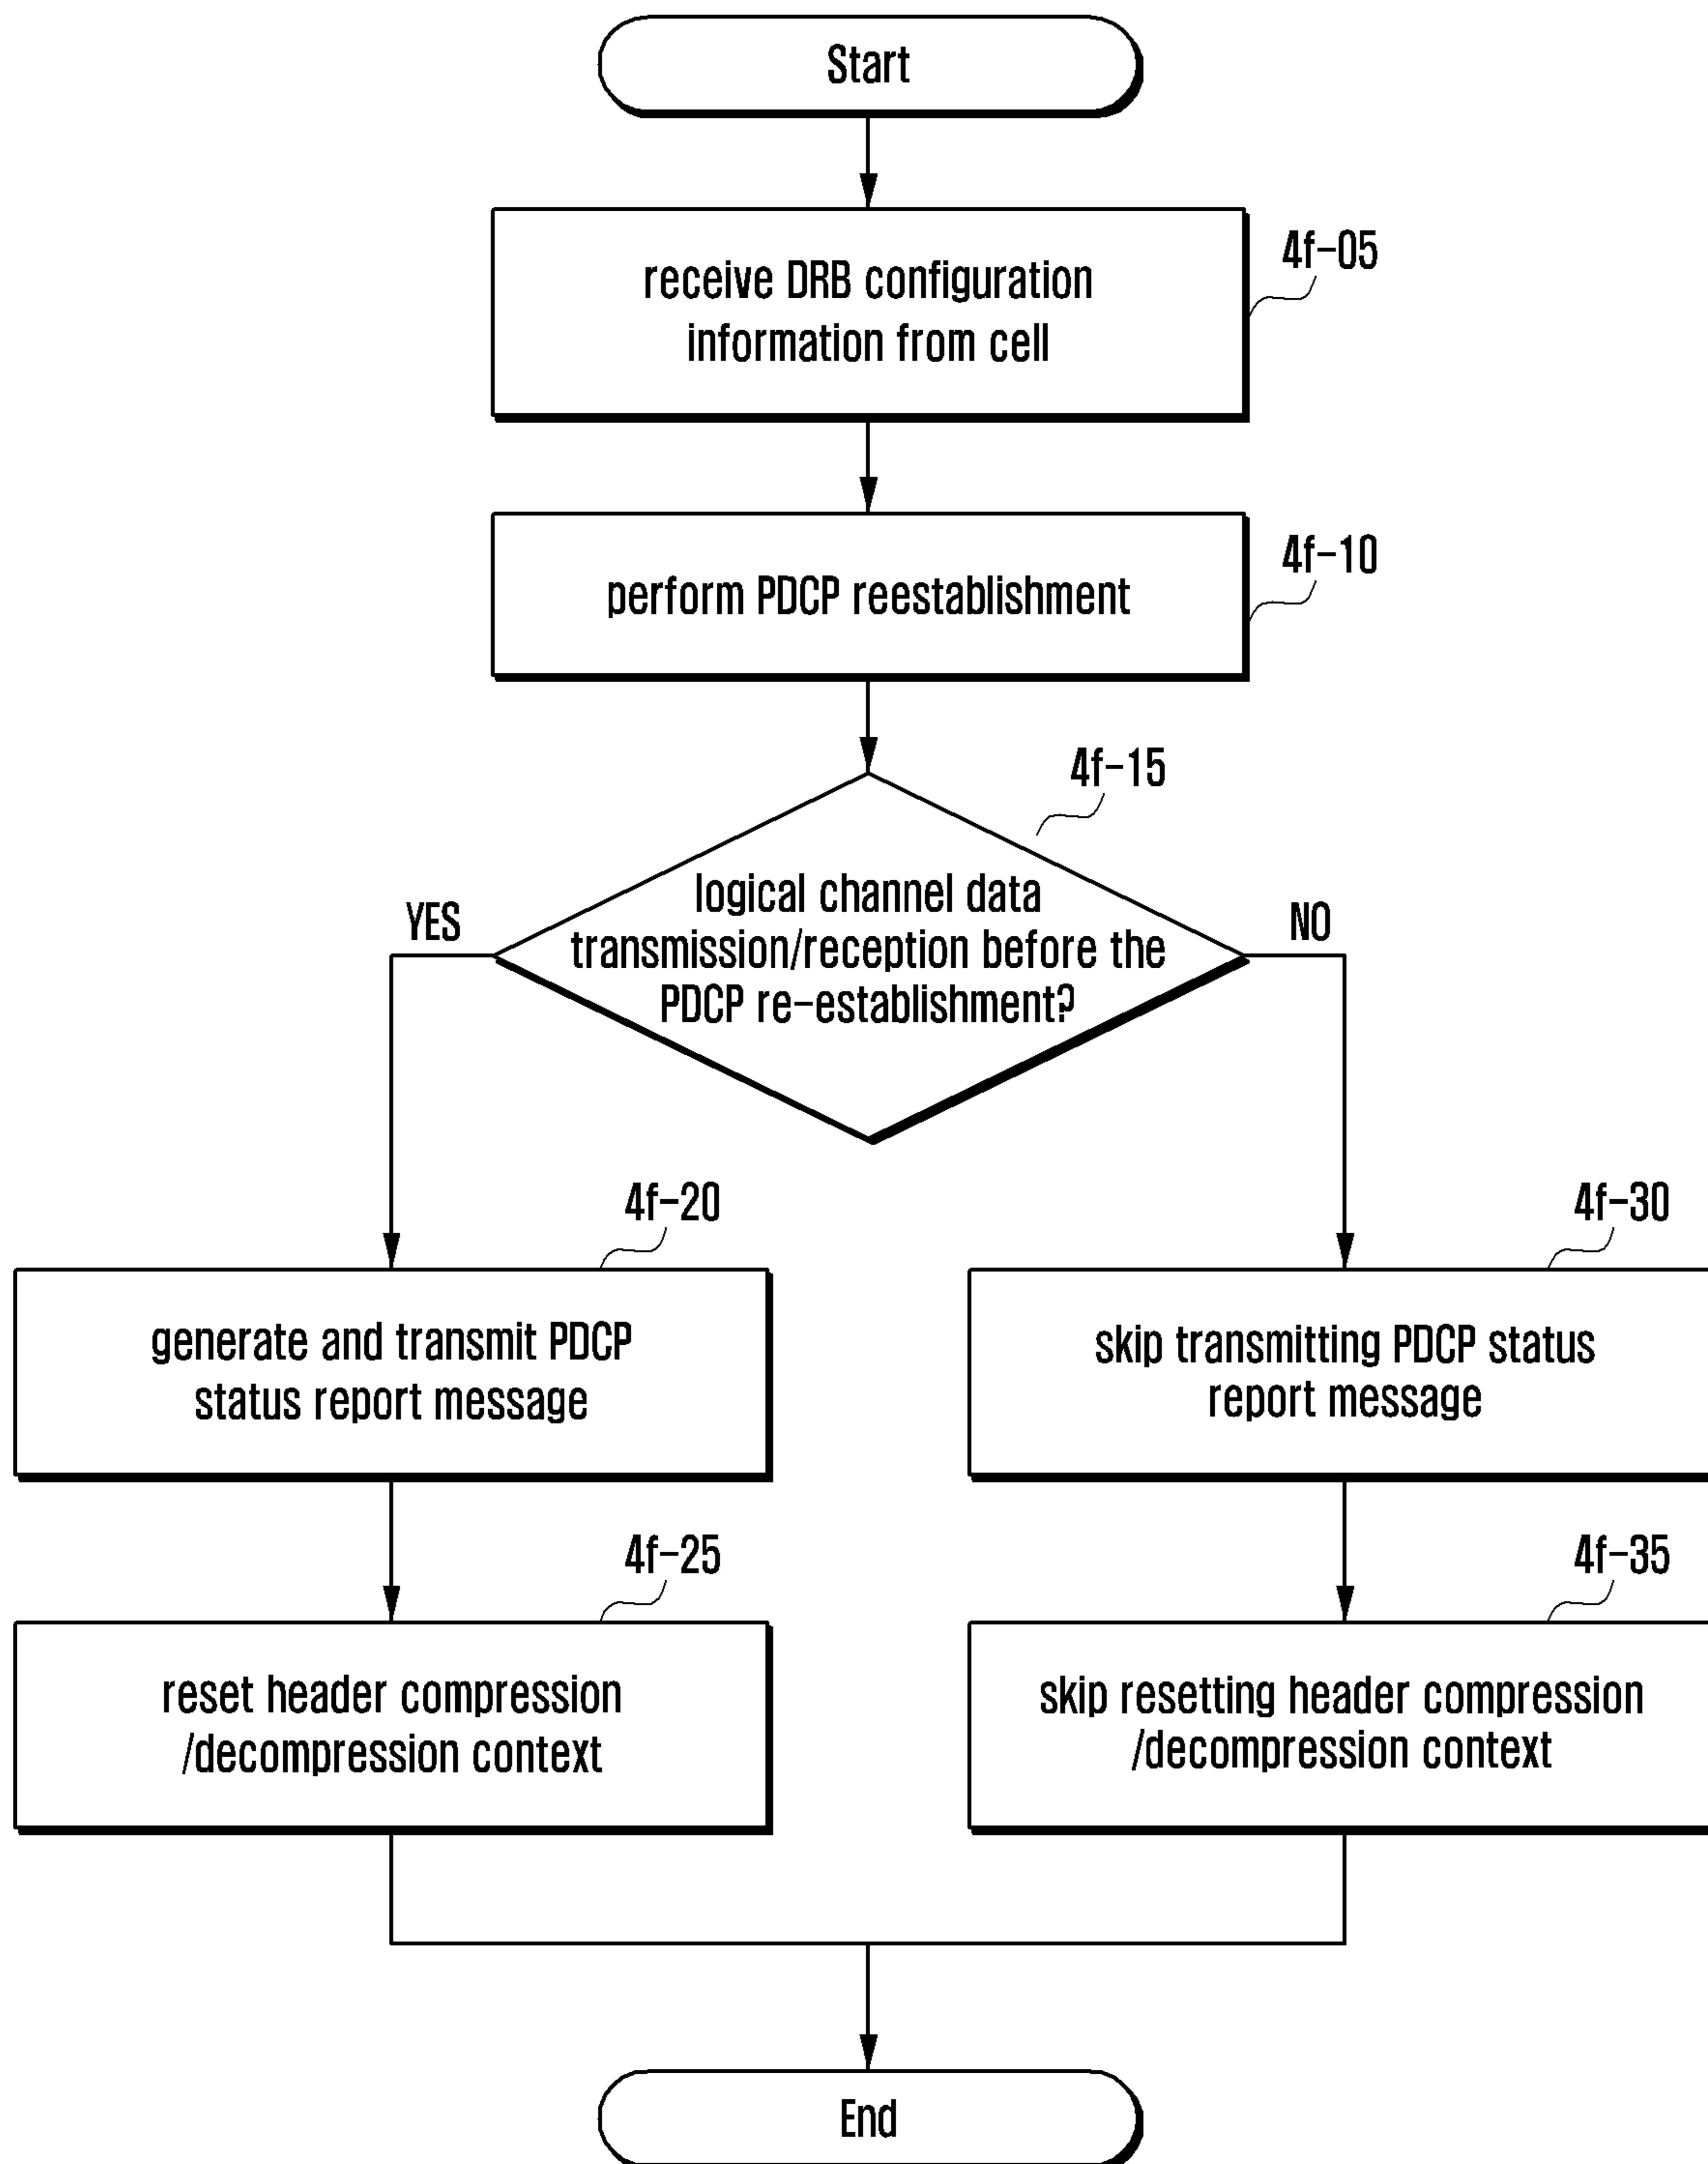 Start
receive DRB configuration
information from cell
4f-05
perform PDCP reestablishment
4f-10
4f-15
logical channel data
transmission/reception before the
PDCP re-establishment?
YES
NO
4f-20
generate and transmit PDCP
status report message
4f-30
skip transmitting PDCP status
report message
4f-25
reset header compression
/decompression context
4f-35
skip resetting header compression
/decompression context
End